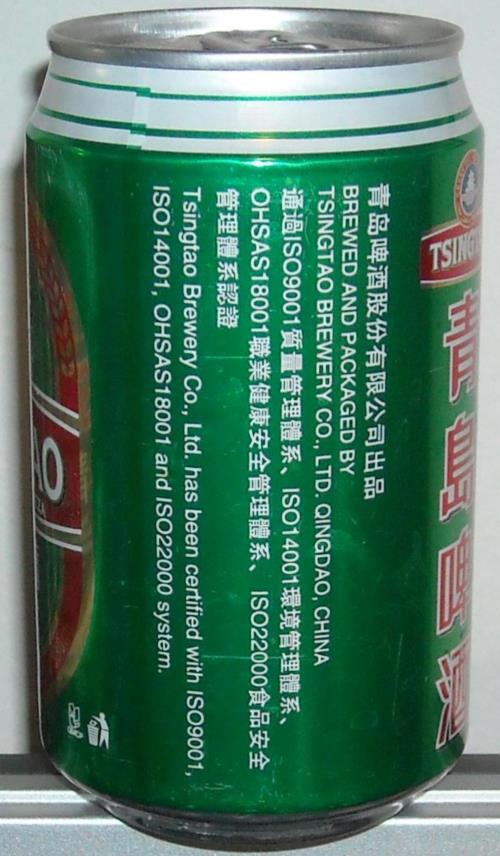 青岛啤酒股份有限公司出品
BREWED AND PACKAGED BY
TSINGTAO BREWERY CO., LTD. QINGDAO, CHINA
通過ISO9001質量管理體系、ISO14001環境管理體系、
OHSAS18001職業健康安全管理體系、ISO22000食品安全
管理體系認證
Tsingtao Brewery Co., Ltd. has been certified with ISO9001,
ISO14001, OHSAS18001 and ISO22000 system.
TSING
青島啤酒
AO